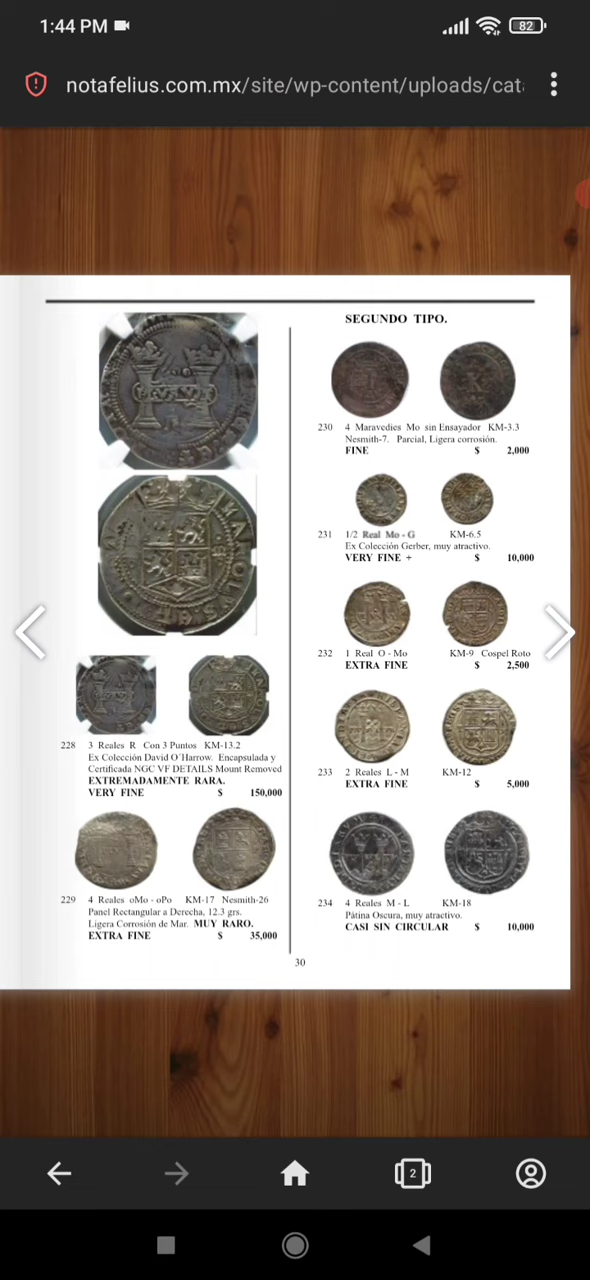 1:44 PM
82
notafelius.com.mx/site/wp-content/uploads/cat
228 3 Reales R Con 3 Puntos KM-13.2
Ex Colección David O'Harrow. Encapsulada y
Certificada NGC VF DETAILS Mount Removed
EXTREMADAMENTE RARA.
VERY FINE $ 150,000
229 4 Reales oMo - oPo KM-17 Nesmith-26
Panel Rectangular a Derecha, 12.3 grs.
Ligera Corrosión de Mar. MUY RARO.
EXTRA FINE $ 35,000
SEGUNDO TIPO.
230 4 Maravedies Mo sin Ensayador KM-3.3
Nesmith-7. Parcial, Ligera corrosión.
FINE $ 2,000
231 1/2 Real Mo - G KM-6.5
Ex Colección Gerber, muy atractivo.
VERY FINE + $ 10,000
232 1 Real O - Mo KM-9 Cospel Roto
EXTRA FINE $ 2,500
233 2 Reales L - M KM-12
EXTRA FINE $ 5,000
234 4 Reales M - L KM-18
Pátina Oscura, muy atractivo.
CASI SIN CIRCULAR $ 10,000
30
2